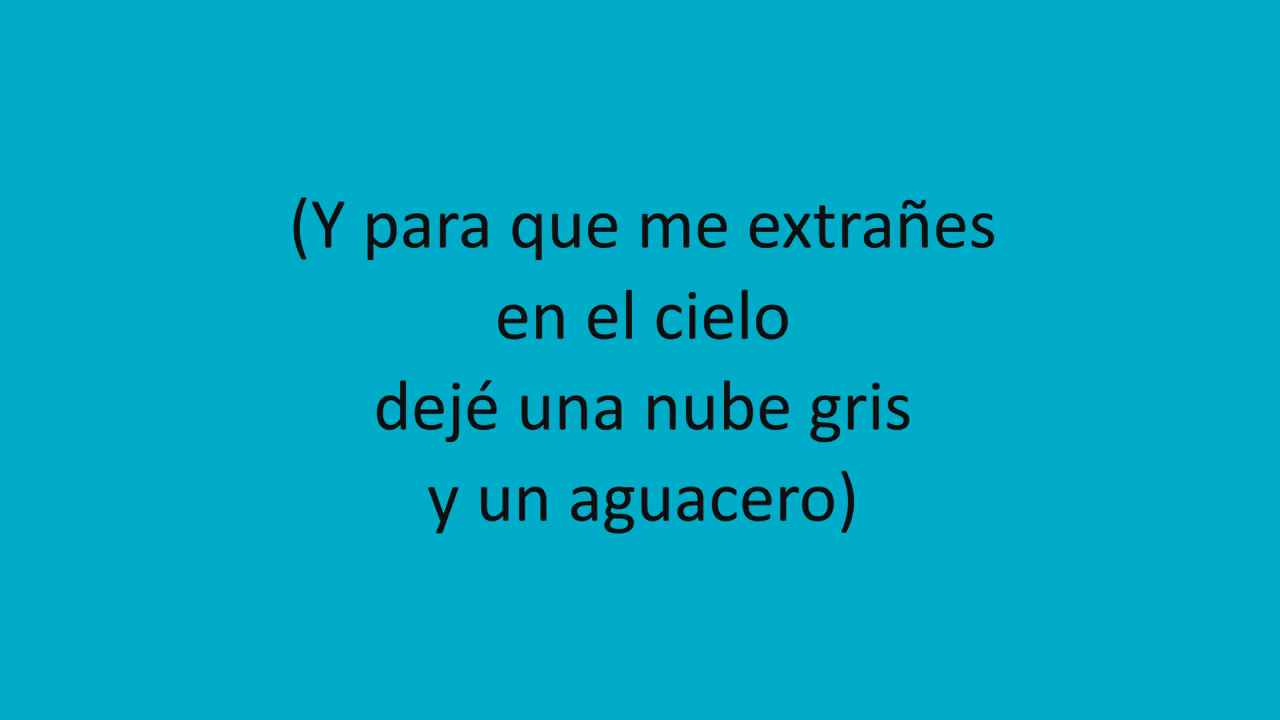 (Y para que me extrañes
en el cielo
dejé una nube gris
y un aguacero)